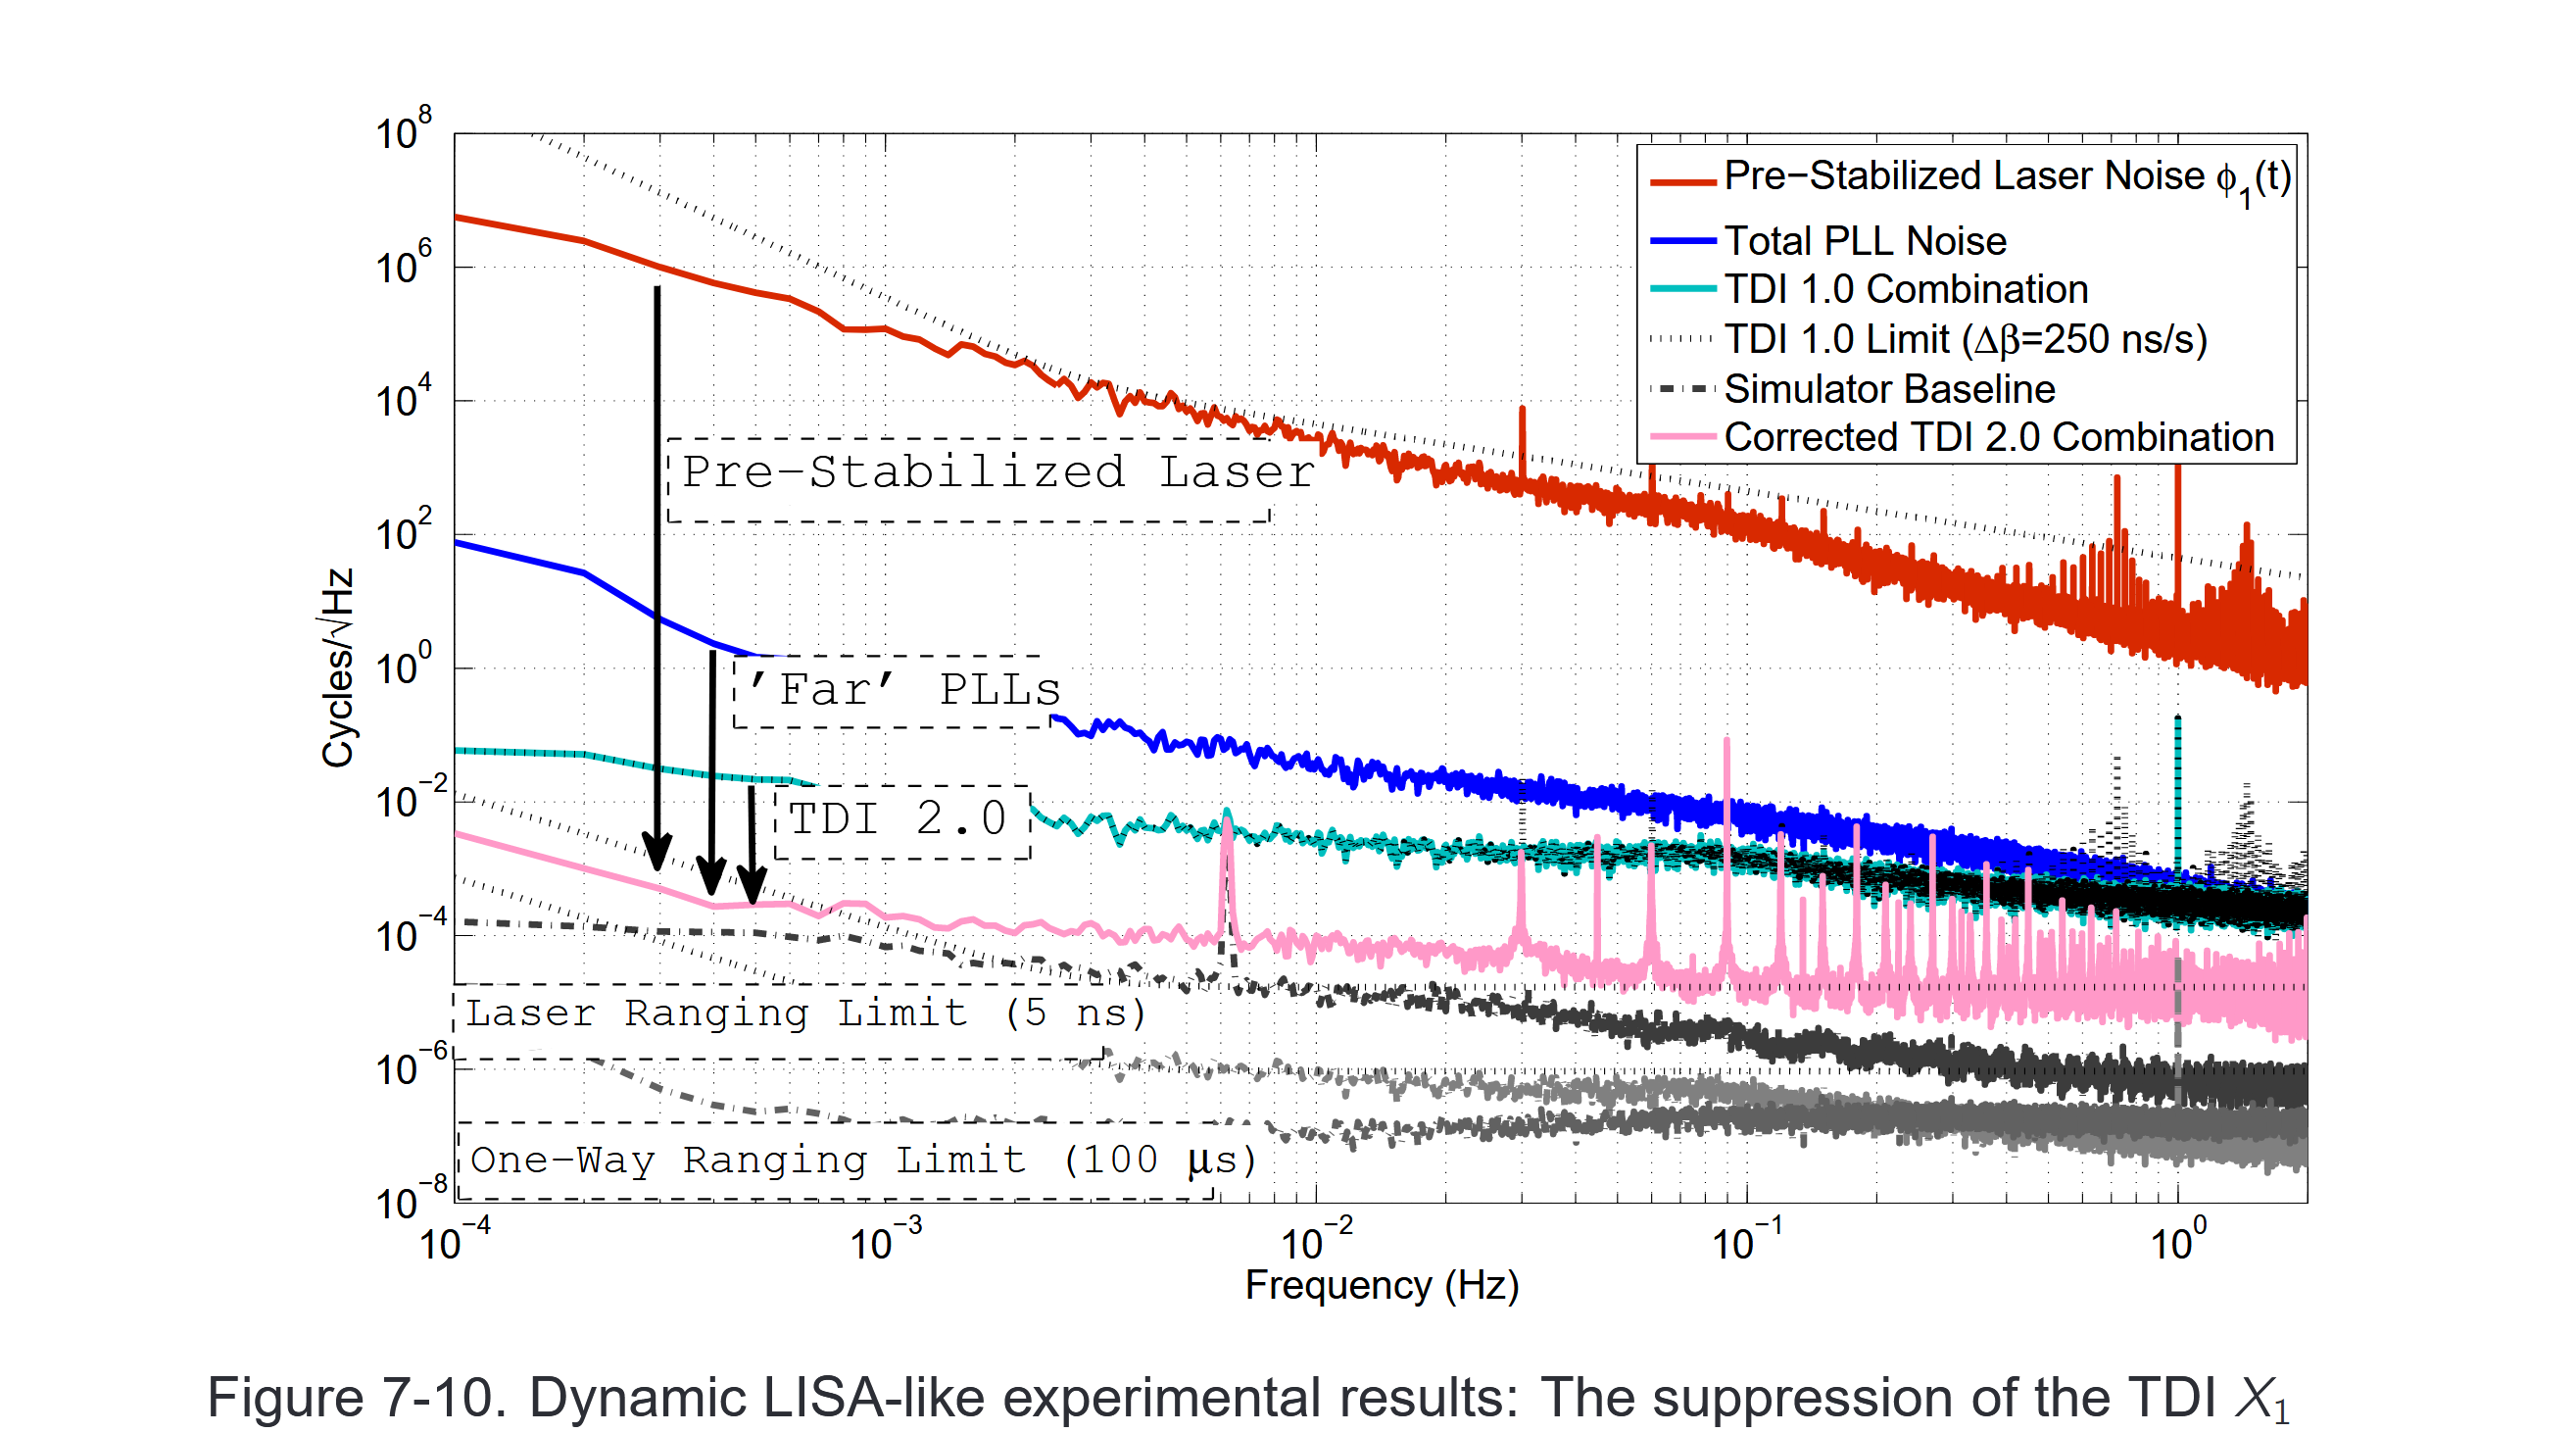 10^8
10^6
10^4
10^2
10^0
10^−2
10^−4
10^−6
10^−8
Cycles/√Hz
Pre−Stabilized Laser Noise ϕ_1(t)
Total PLL Noise
TDI 1.0 Combination
TDI 1.0 Limit (Δβ=250 ns/s)
Simulator Baseline
Corrected TDI 2.0 Combination
Pre−Stabilized Laser
'Far' PLLs
TDI 2.0
Laser Ranging Limit (5 ns)
One−Way Ranging Limit (100 μs)
10^−4 10^−3 10^−2 10^−1 10^0
Frequency (Hz)
Figure 7-10. Dynamic LISA-like experimental results: The suppression of the TDI X_1